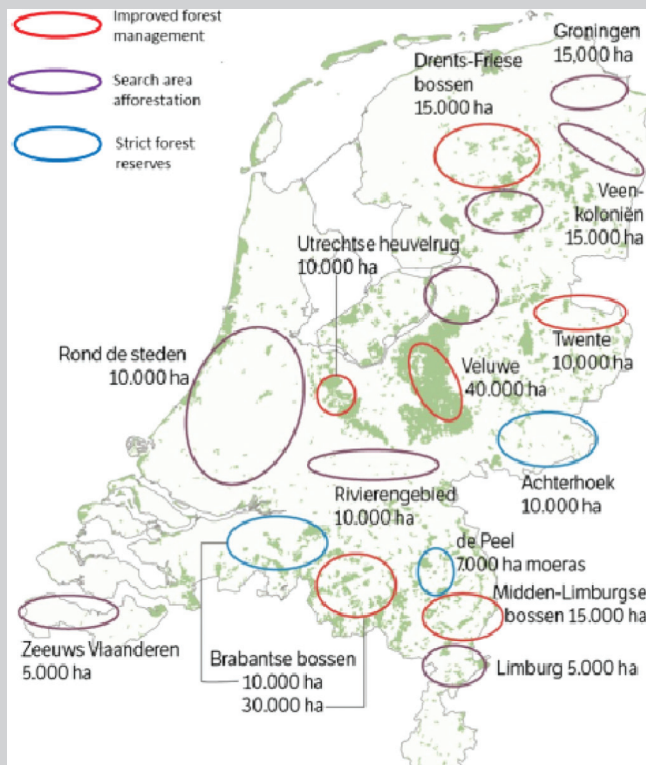 Improved forest
management
Search area
afforestation
Strict forest
reserves
Groningen
15,000 ha
Drents-Friese
bossen
15.000 ha
Veen-
koloniën
15.000 ha
Utrechtse heuvelrug
10.000 ha
Twente
10,000 ha
Rond de steden
10.000 ha
Veluwe
40.000 ha
Achterhoek
10.000 ha
Rivierengebied
10.000 ha
de Peel
7.000 ha moeras
Midden-Limburgse
bossen 15.000 ha
Zeeuws Vlaanderen
5.000 ha
Brabantse bossen
10.000 ha
30.000 ha
Limburg 5.000 ha